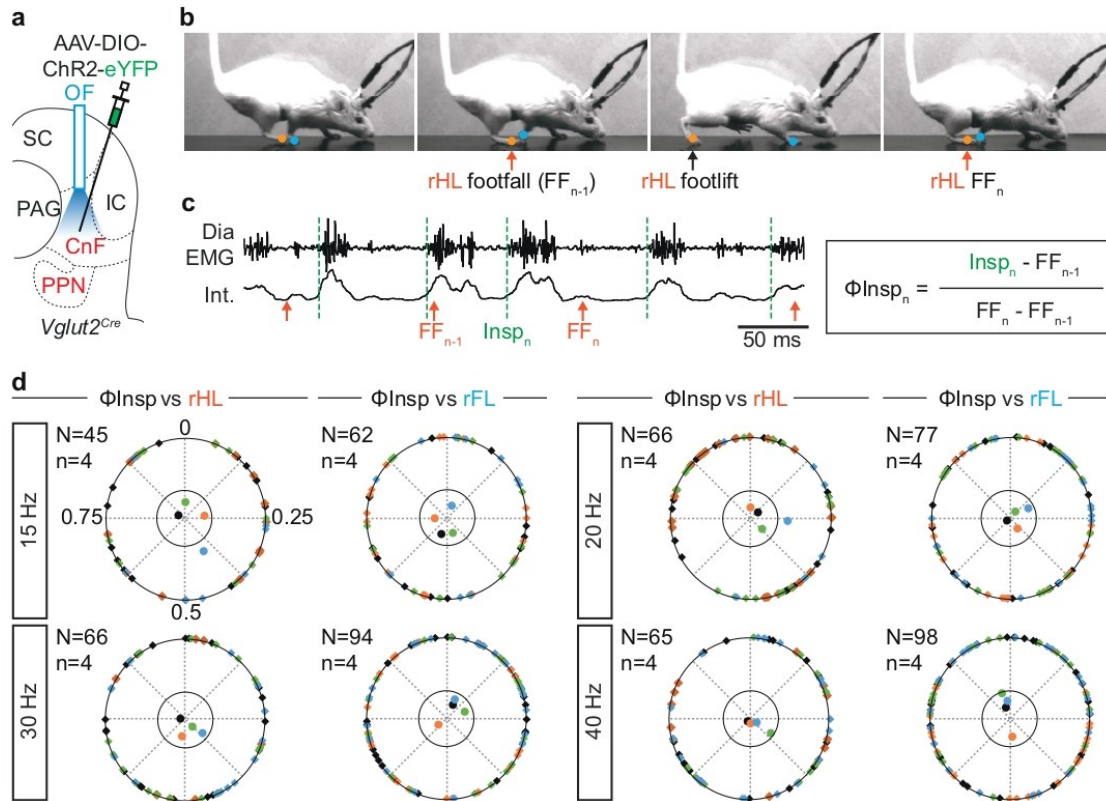 a
AAV-DIO-
ChR2-eYFP
OF
SC
PAG
IC
CnF
PPN
Vglut2Cre
b
rHL footfall (FFn-1)
rHL footlift
rHL FFn
c
Dia
EMG
Int.
FFn-1
Inspn
FFn
50 ms
ΦInspn =
Inspn - FFn-1
FFn - FFn-1
d
ΦInsp vs rHL
ΦInsp vs rFL
ΦInsp vs rHL
ΦInsp vs rFL
15 Hz
N=45
n=4
0
0.25
0.5
0.75
N=62
n=4
20 Hz
N=66
n=4
N=77
n=4
30 Hz
N=66
n=4
N=94
n=4
40 Hz
N=65
n=4
N=98
n=4